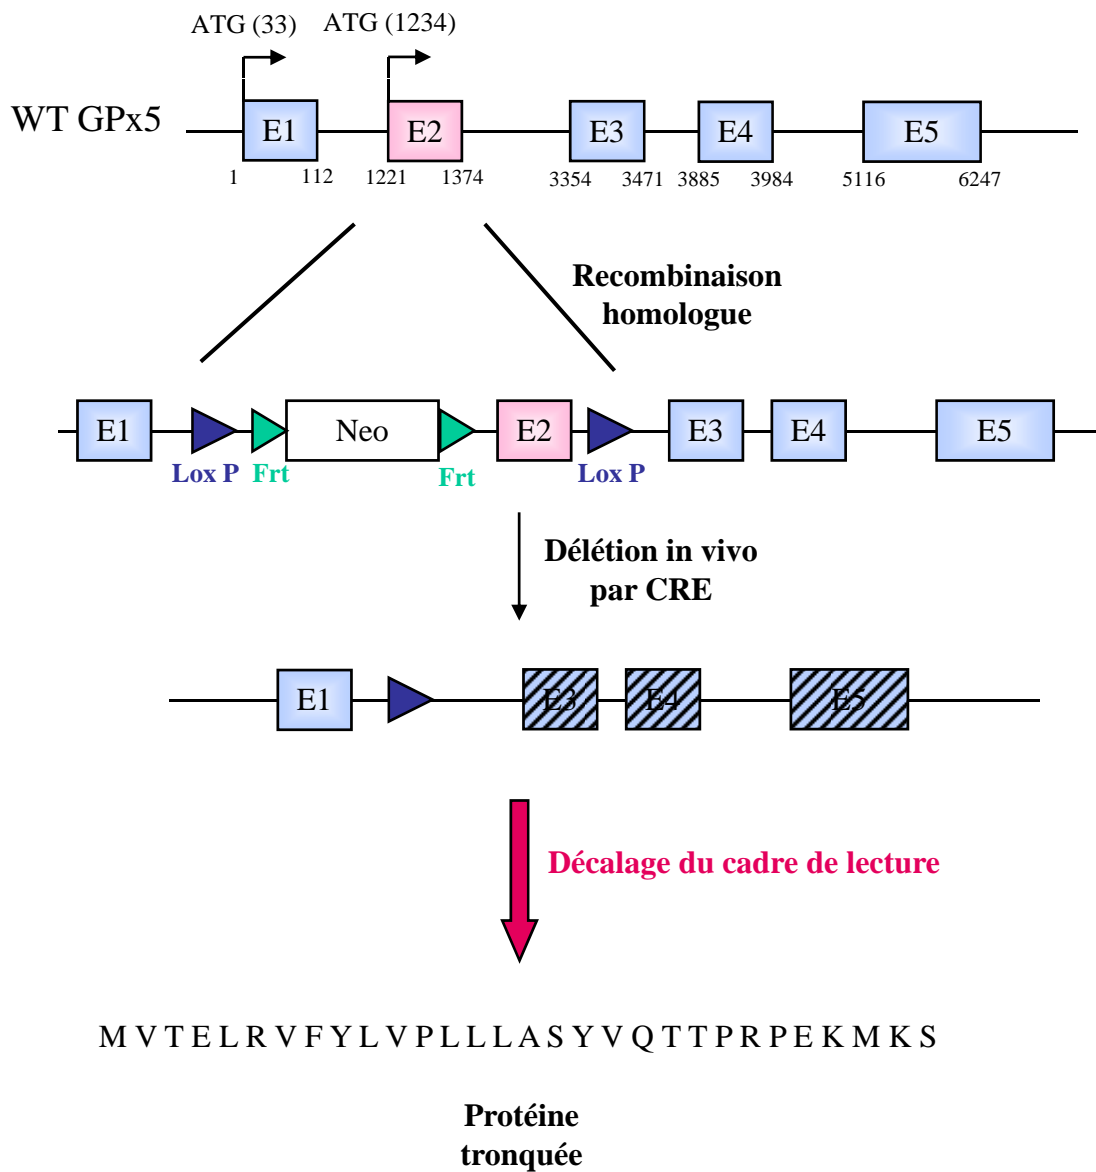 ATG (33)
ATG (1234)
WT GPx5
E1
E2
E3
E4
E5
1
112
1221
1374
3354
3471
3885
3984
5116
6247
Recombinaison
homologue
E1
Neo
E2
E3
E4
E5
Lox P
Frt
Frt
Lox P
Délétion in vivo
par CRE
E1
E3
E4
E5
Décalage du cadre de lecture
M V T E L R V F Y L V P L L L A S Y V Q T T P R P E K M K S
Protéine
tronquée